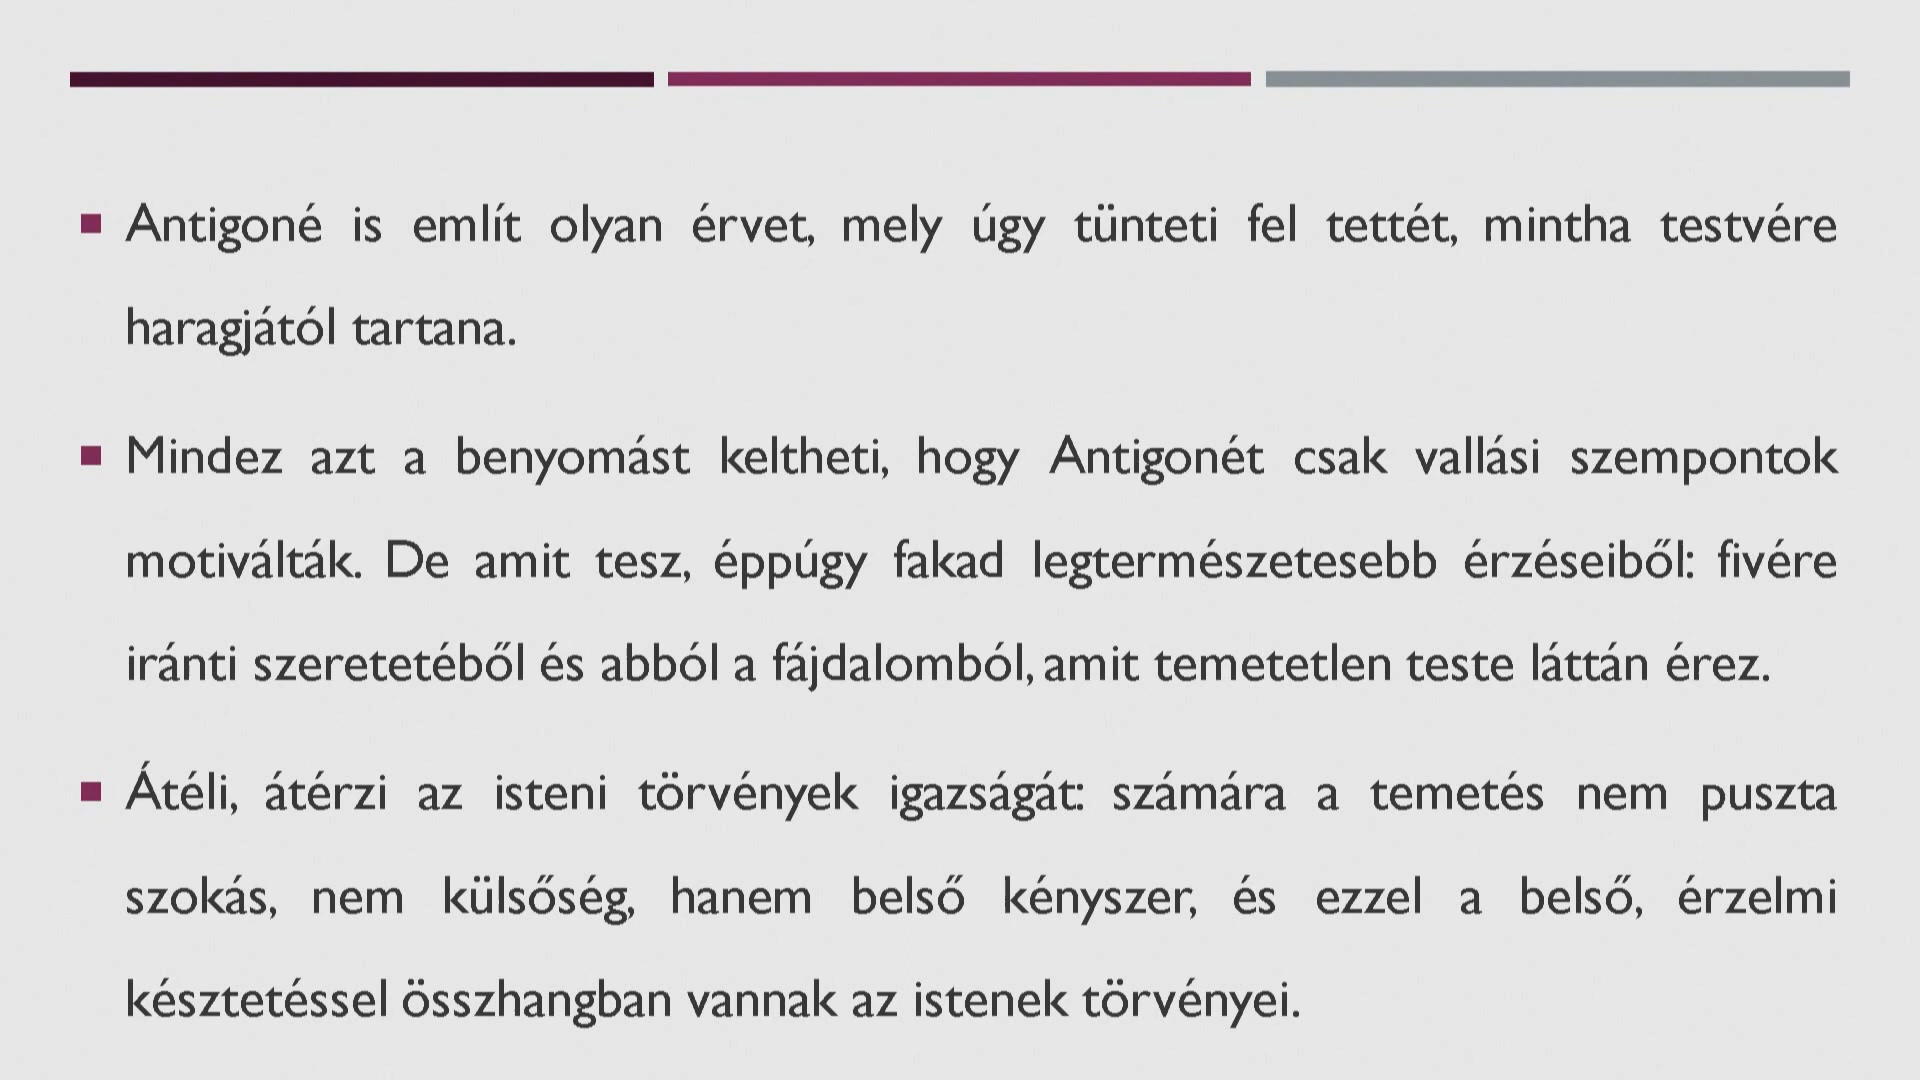 Antigoné is említ olyan érvet, mely úgy tünteti fel tettét, mintha testvére
haragjától tartana.
Mindez azt a benyomást keltheti, hogy Antigonét csak vallási szempontok
motiválták. De amit tesz, éppúgy fakad legtermészetesebb érzéseiből: fivére
iránti szeretetéből és abból a fájdalomból, amit temetetlen teste láttán érez.
Átéli, átérzi az isteni törvények igazságát: számára a temetés nem puszta
szokás, nem külsőség, hanem belső kényszer, és ezzel a belső, érzelmi
késztetéssel összhangban vannak az istenek törvényei.